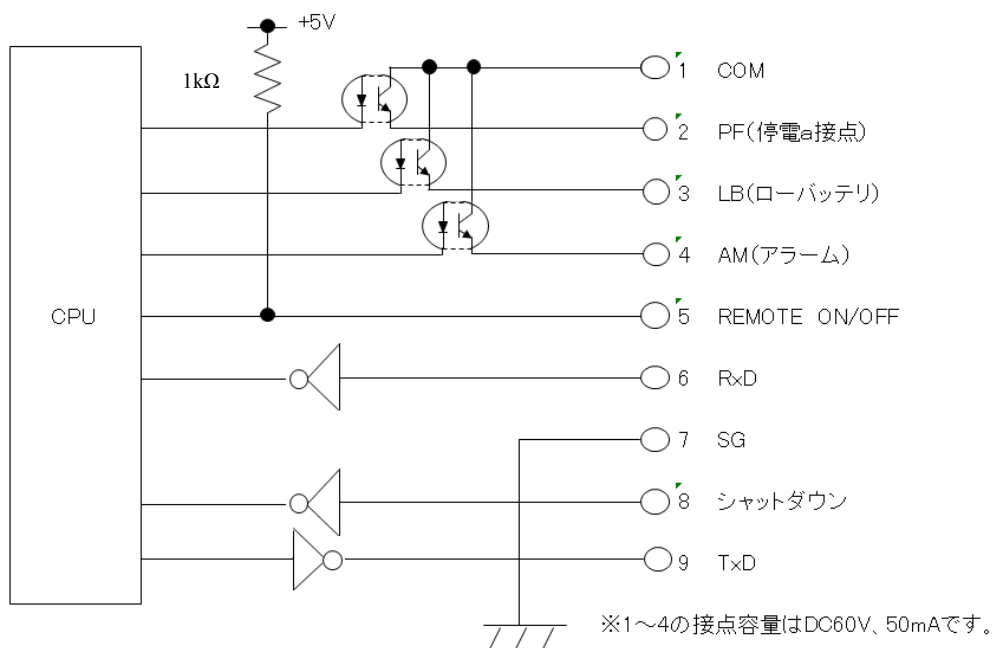 +5V
1kΩ
1 COM
2 PF(停電a接点)
3 LB(ローバッテリ)
4 AM(アラーム)
CPU
5 REMOTE ON/OFF
6 RxD
7 SG
8 シャットダウン
9 TxD
※1~4の接点容量はDC60V、50mAです。